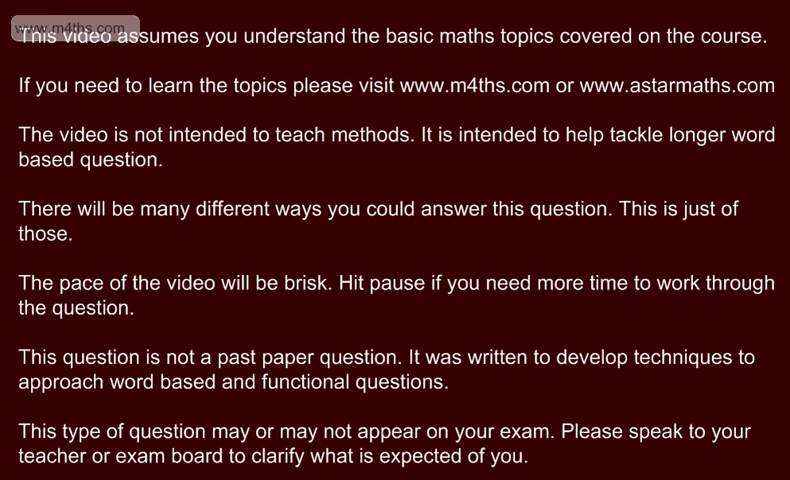 www.m4ths.com
This video assumes you understand the basic maths topics covered on the course.
If you need to learn the topics please visit www.m4ths.com or www.astarmaths.com
The video is not intended to teach methods. It is intended to help tackle longer word
based question.
There will be many different ways you could answer this question. This is just of
those.
The pace of the video will be brisk. Hit pause if you need more time to work through
the question.
This question is not a past paper question. It was written to develop techniques to
approach word based and functional questions.
This type of question may or may not appear on your exam. Please speak to your
teacher or exam board to clarify what is expected of you.